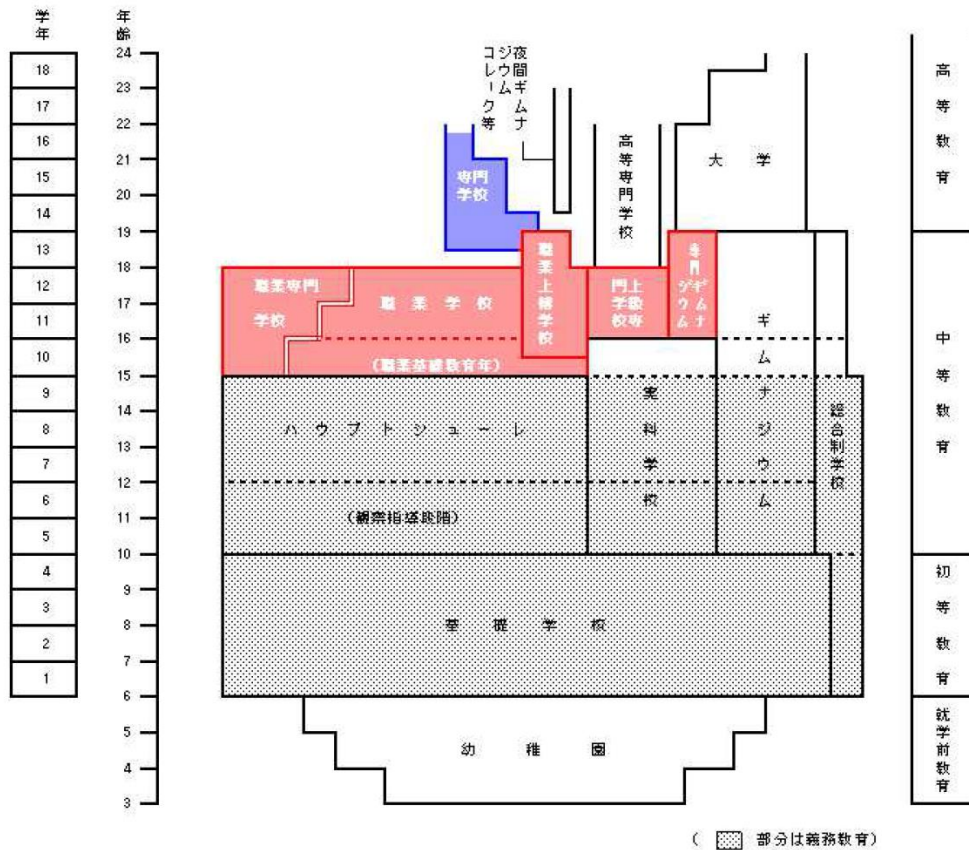 学年
年齢
24
23
22
21
20
19
18
17
16
15
14
13
12
11
10
9
8
7
6
5
4
3
18
17
16
15
14
13
12
11
10
9
8
7
6
5
4
3
2
1
夜間ギムナ
ジウム
コレーク等
専門
学校
高等専門学校
大学
職業専門
学校
職業学校
(職業基礎教育年)
職業上構学校
上級専
門学校
専門ギムナ
ジウム
ギムナジウム
ハウプトシューレ
(観察指導段階)
実科学校
総合制学校
基礎学校
幼稚園
高等教育
中等教育
初等教育
就学前教育
( 部分は義務教育)